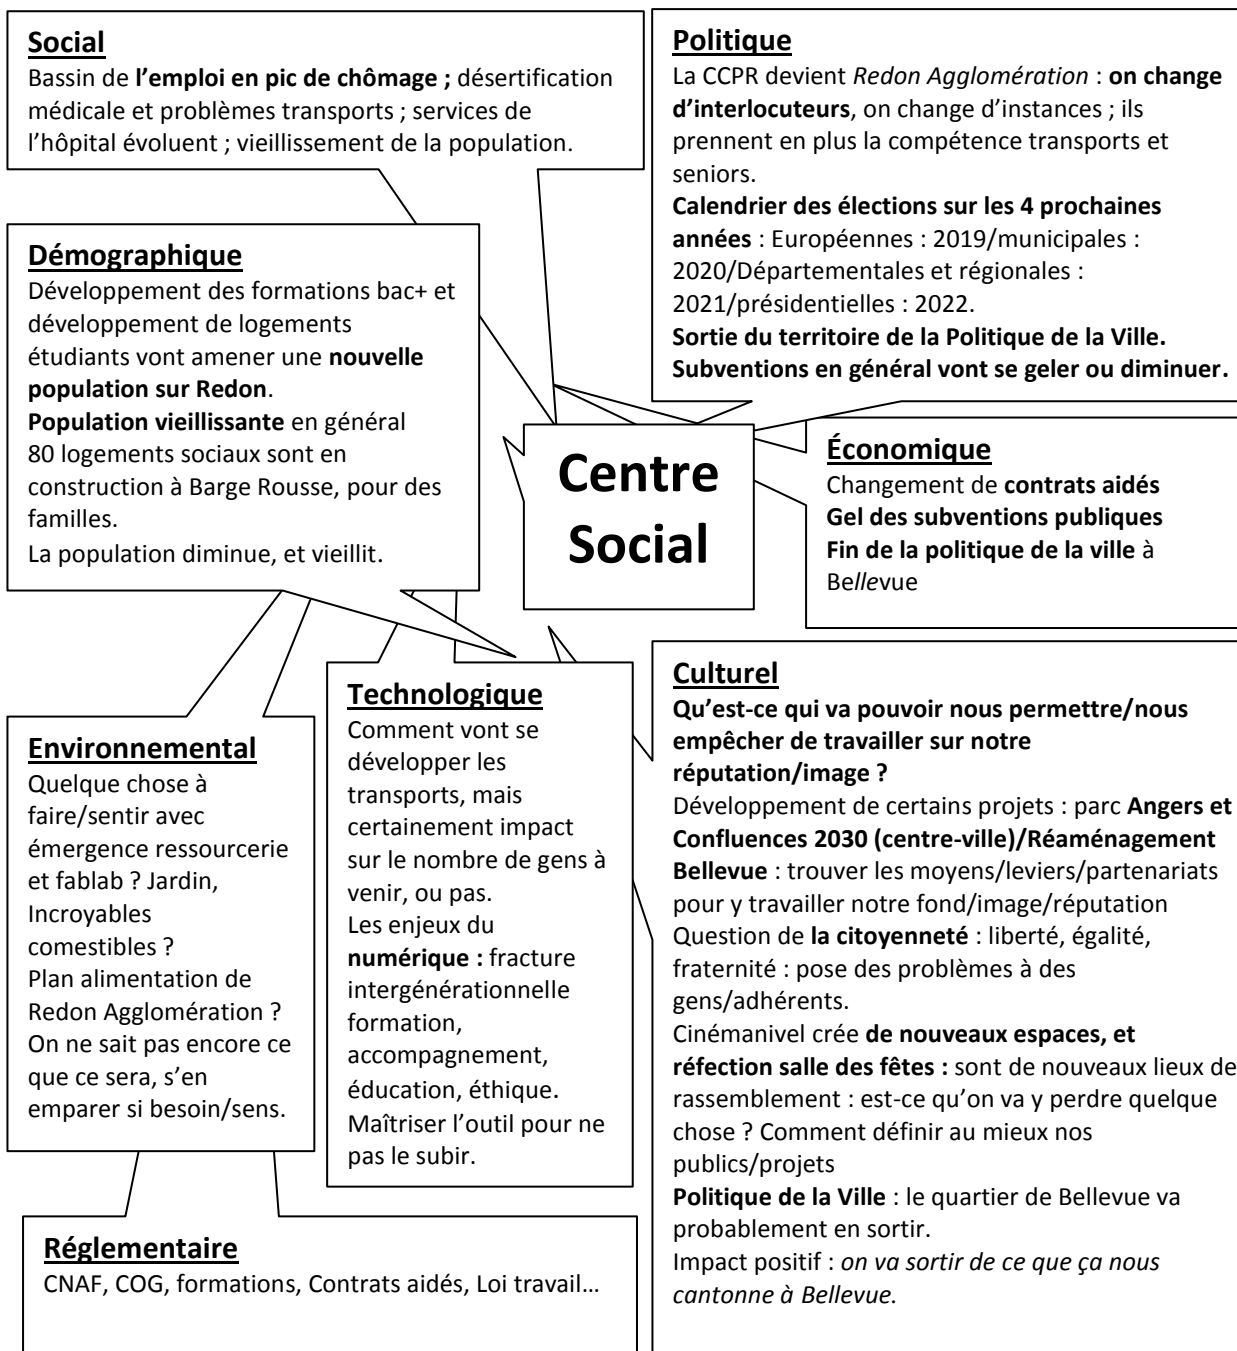 Social
Bassin de l’emploi en pic de chômage ; désertification
médicale et problèmes transports ; services de
l’hôpital évoluent ; vieillissement de la population.
Politique
La CCPR devient Redon Agglomération : on change
d’interlocuteurs, on change d’instances ; ils
prennent en plus la compétence transports et
seniors.
Calendrier des élections sur les 4 prochaines
années : Européennes : 2019/municipales :
2020/Départementales et régionales :
2021/présidentielles : 2022.
Sortie du territoire de la Politique de la Ville.
Subventions en général vont se geler ou diminuer.
Démographique
Développement des formations bac+ et
développement de logements
étudiants vont amener une nouvelle
population sur Redon.
Population vieillissante en général
80 logements sociaux sont en
construction à Barge Rousse, pour des
familles.
La population diminue, et vieillit.
Centre
Social
Économique
Changement de contrats aidés
Gel des subventions publiques
Fin de la politique de la ville à
Bellevue
Environnemental
Quelque chose à
faire/sentir avec
émergence ressourcerie
et fablab ? Jardin,
Incroyables
comestibles ?
Plan alimentation de
Redon Agglomération ?
On ne sait pas encore ce
que ce sera, s’en
emparer si besoin/sens.
Technologique
Comment vont se
développer les
transports, mais
certainement impact
sur le nombre de gens à
venir, ou pas.
Les enjeux du
numérique : fracture
intergénérationnelle
formation,
accompagnement,
éducation, éthique.
Maîtriser l’outil pour ne
pas le subir.
Culturel
Qu’est-ce qui va pouvoir nous permettre/nous
empêcher de travailler sur notre
réputation/image ?
Développement de certains projets : parc Angers et
Confluences 2030 (centre-ville)/Réaménagement
Bellevue : trouver les moyens/leviers/partenariats
pour y travailler notre fond/image/réputation
Question de la citoyenneté : liberté, égalité,
fraternité : pose des problèmes à des
gens/adhérents.
Cinémanivel crée de nouveaux espaces, et
réfection salle des fêtes : sont de nouveaux lieux de
rassemblement : est-ce qu’on va y perdre quelque
chose ? Comment définir au mieux nos
publics/projets
Politique de la Ville : le quartier de Bellevue va
probablement en sortir.
Impact positif : on va sortir de ce que ça nous
cantonne à Bellevue.
Réglementaire
CNAF, COG, formations, Contrats aidés, Loi travail…